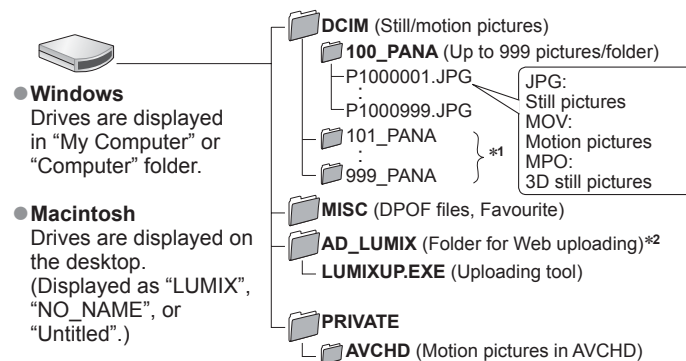 ● Windows
Drives are displayed
in “My Computer” or
“Computer” folder.
● Macintosh
Drives are displayed on
the desktop.
(Displayed as “LUMIX”,
“NO_NAME”, or
“Untitled”.)
DCIM (Still/motion pictures)
100_PANA (Up to 999 pictures/folder)
P1000001.JPG
:
P1000999.JPG
JPG:
Still pictures
MOV:
Motion pictures
MPO:
3D still pictures
101_PANA
:
999_PANA
*1
MISC (DPOF files, Favourite)
AD_LUMIX (Folder for Web uploading)*2
LUMIXUP.EXE (Uploading tool)
PRIVATE
AVCHD (Motion pictures in AVCHD)